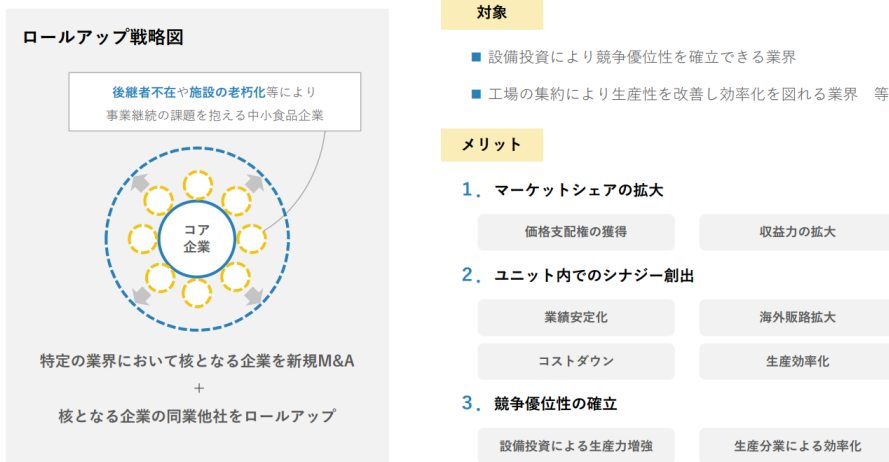 ロールアップ戦略図
後継者不在や施設の老朽化等により
事業継続の課題を抱える中小食品企業
コア
企業
特定の業界において核となる企業を新規M&A
+
核となる企業の同業他社をロールアップ
対象
■ 設備投資により競争優位性を確立できる業界
■ 工場の集約により生産性を改善し効率化を図れる業界　等
メリット
1. マーケットシェアの拡大
価格支配権の獲得
収益力の拡大
2. ユニット内でのシナジー創出
業績安定化
海外販路拡大
コストダウン
生産効率化
3. 競争優位性の確立
設備投資による生産力増強
生産分業による効率化